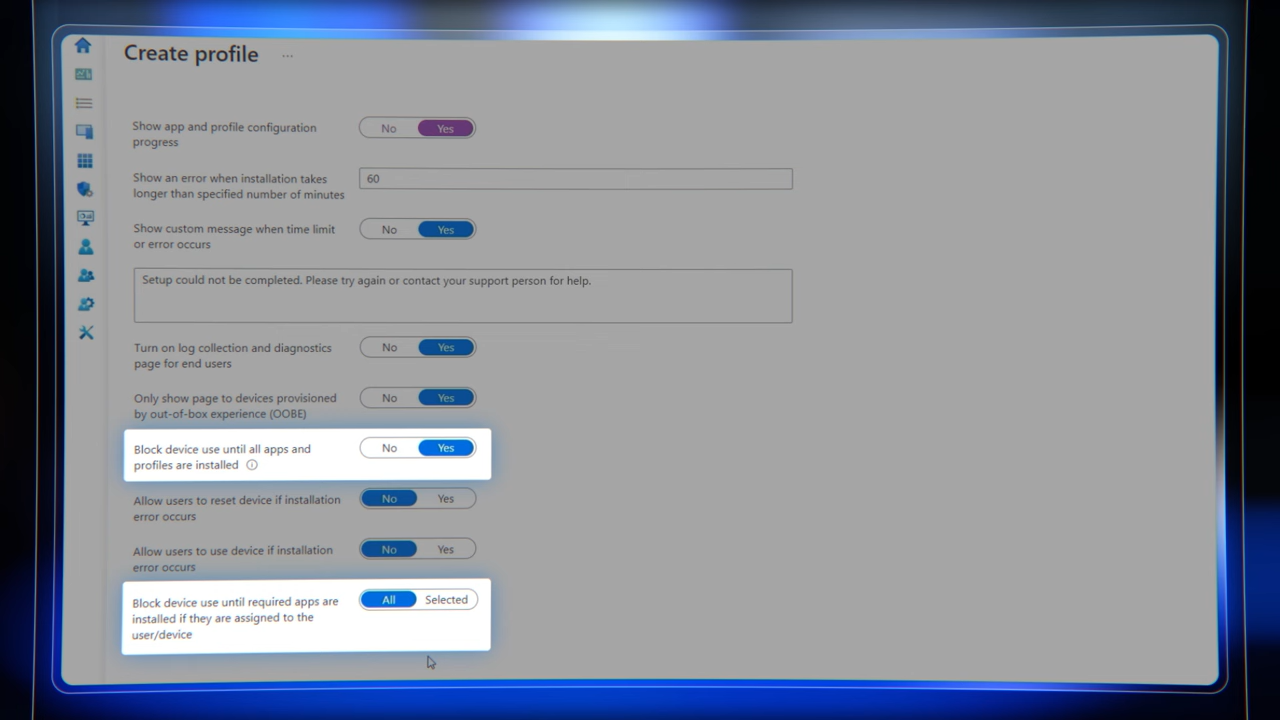 Create profile ...
Show app and profile configuration
progress
No Yes
Show an error when installation takes
longer than specified number of minutes
60
Show custom message when time limit
or error occurs
No Yes
Setup could not be completed. Please try again or contact your support person for help.
Turn on log collection and diagnostics
page for end users
No Yes
Only show page to devices provisioned
by out-of-box experience (OOBE)
No Yes
Block device use until all apps and
profiles are installed
No Yes
Allow users to reset device if installation
error occurs
No Yes
Allow users to use device if installation
error occurs
No Yes
Block device use until required apps are
installed if they are assigned to the
user/device
All Selected